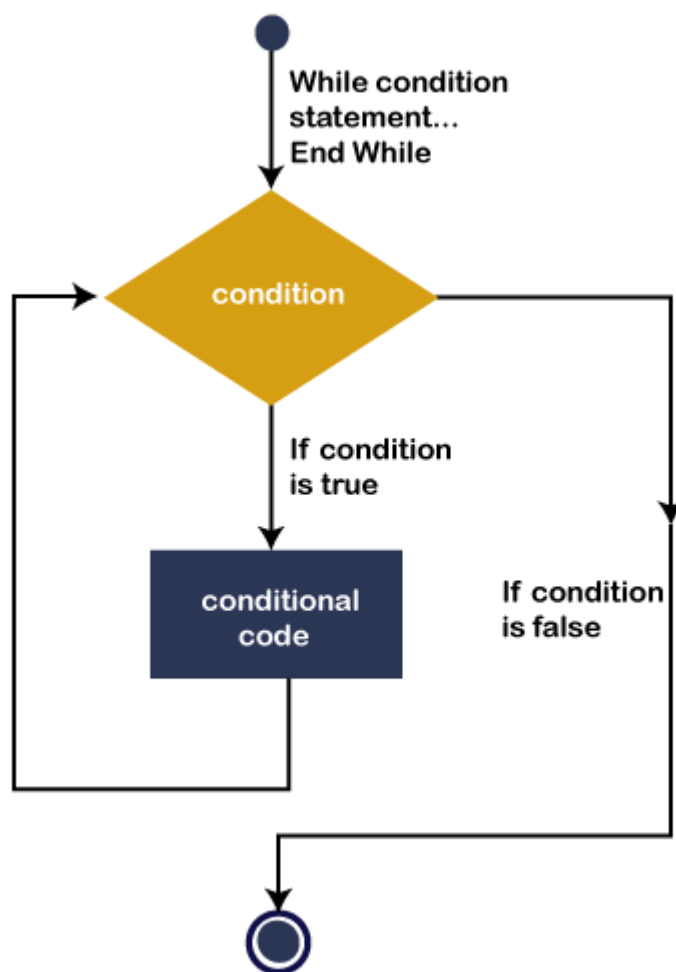 While condition
statement...
End While
condition
If condition
is true
conditional
code
If condition
is false